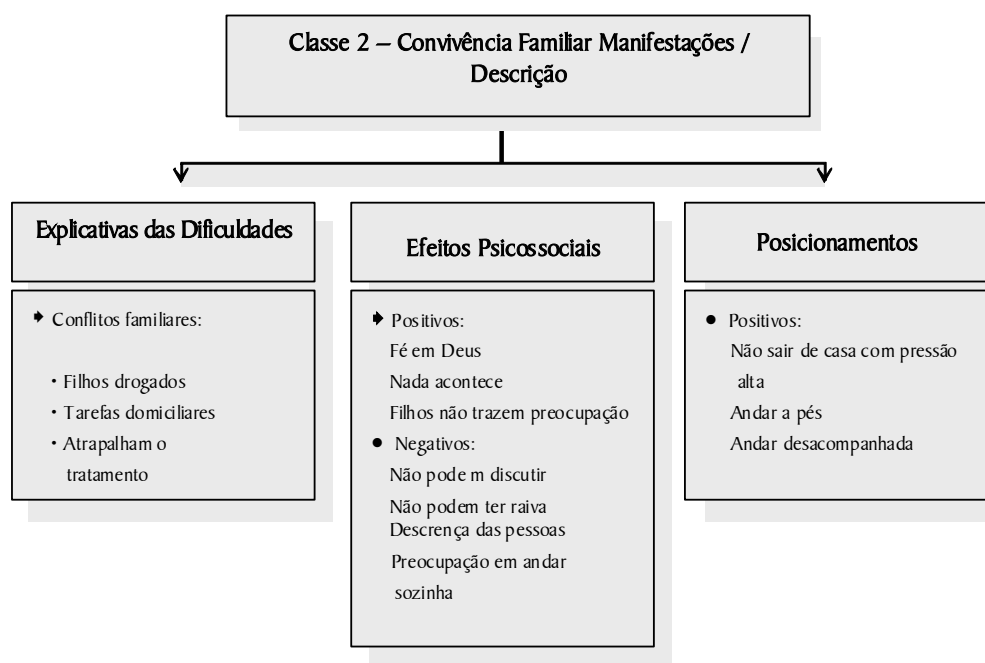 Classe 2 – Convivência Familiar Manifestações /
Descrição
Explicativas das Dificuldades
➧ Conflitos familiares:
• Filhos drogados
• Tarefas domiciliares
• Atrapalham o
tratamento
Efeitos Psicossociais
➧ Positivos:
Fé em Deus
Nada acontece
Filhos não trazem preocupação
● Negativos:
Não pode m discutir
Não podem ter raiva
Descrença das pessoas
Preocupação em andar
sozinha
Posicionamentos
● Positivos:
Não sair de casa com pressão
alta
Andar a pés
Andar desacompanhada